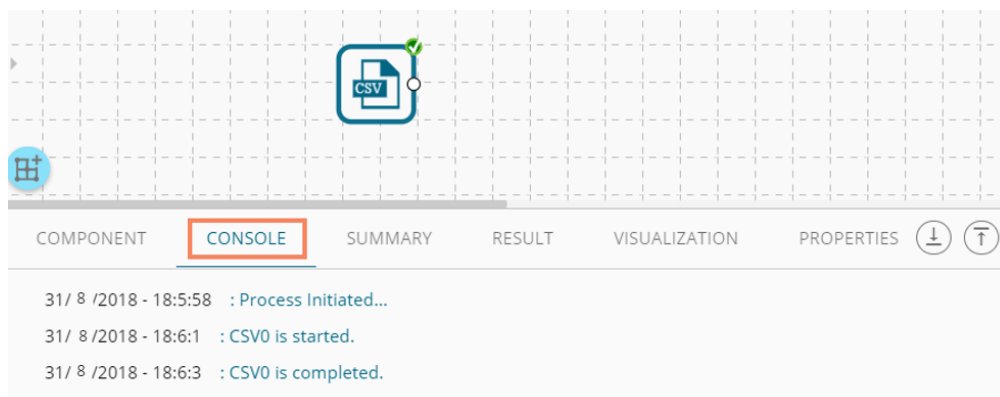 CSV
COMPONENT CONSOLE SUMMARY RESULT VISUALIZATION PROPERTIES
31/ 8 /2018 - 18:5:58 : Process Initiated...
31/ 8 /2018 - 18:6:1 : CSV0 is started.
31/ 8 /2018 - 18:6:3 : CSV0 is completed.